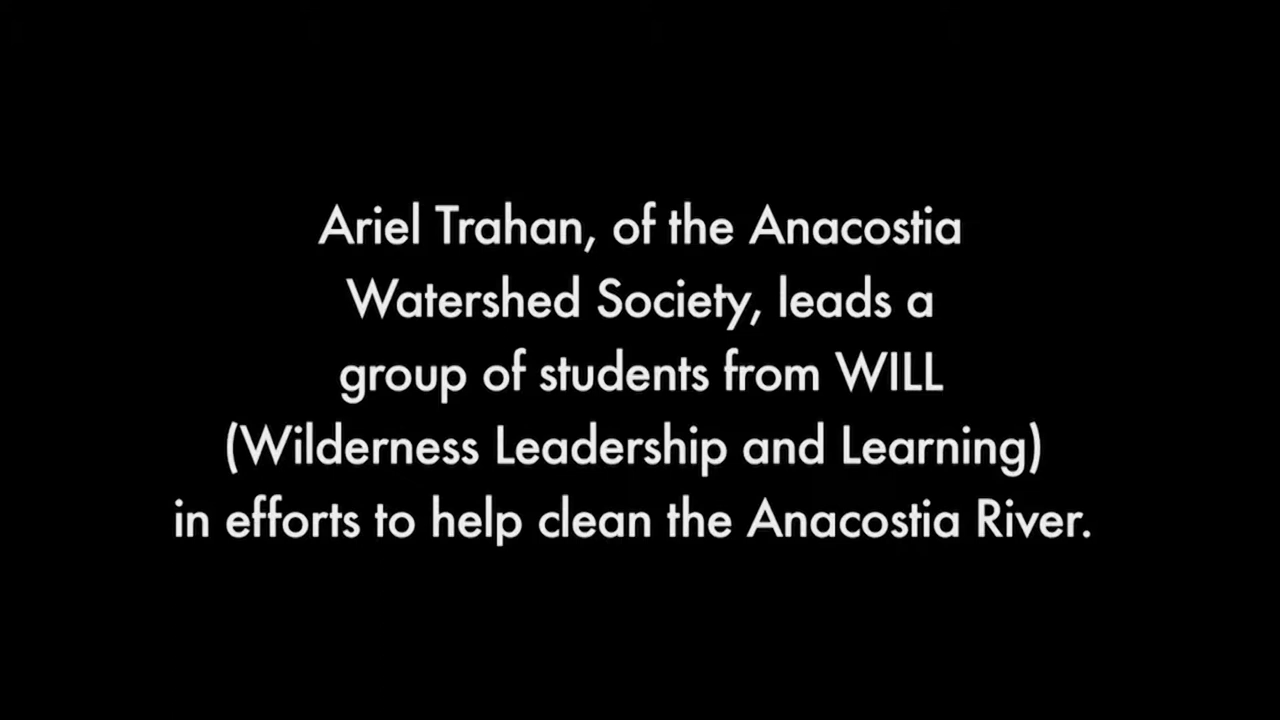 Ariel Trahan, of the Anacostia
Watershed Society, leads a
group of students from WILL
(Wilderness Leadership and Learning)
in efforts to help clean the Anacostia River.